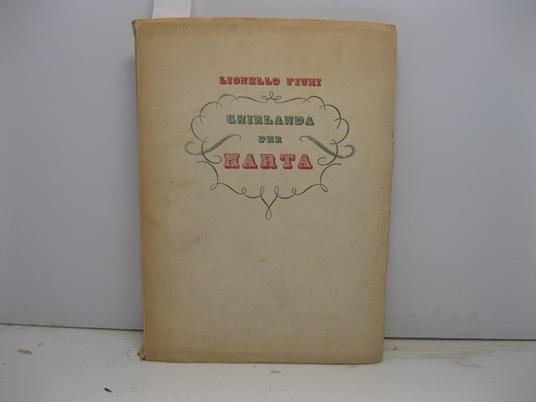 LIONELLO FIUMI
GHIRLANDA
PER
MARTA